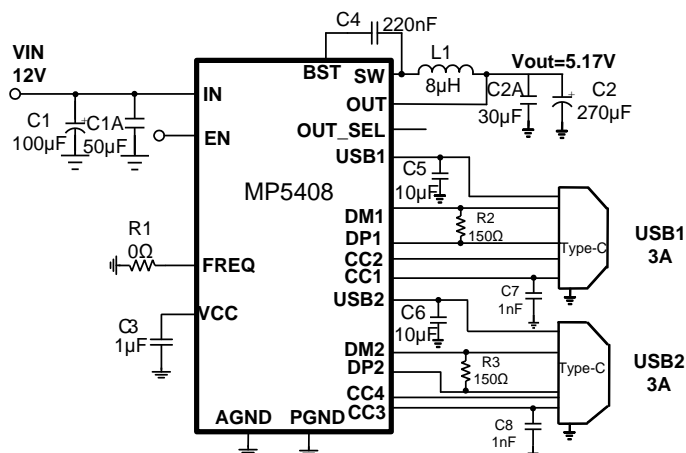 C4
220nF
VIN
12V
BST
SW
L1
8µH
Vout=5.17V
IN
OUT
C2A
30µF
C2
270µF
C1
100µF
C1A
50µF
EN
OUT_SEL
USB1
C5
10µF
MP5408
DM1
R2
150Ω
DP1
Type-C
USB1
3A
R1
0Ω
FREQ
CC2
CC1
C7
1nF
USB2
VCC
C6
10µF
C3
1µF
DM2
R3
150Ω
DP2
Type-C
USB2
3A
CC4
CC3
C8
1nF
AGND
PGND